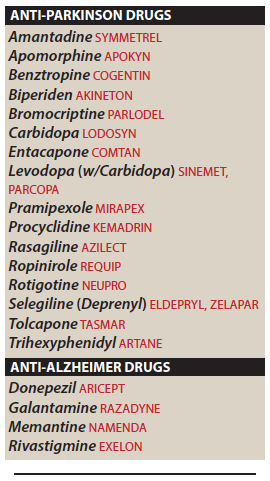 ANTI-PARKINSON DRUGS
Amantadine SYMMETREL
Apomorphine APOKYN
Benztropine COGENTIN
Biperiden AKINETON
Bromocriptine PARLODEL
Carbidopa LODOSYN
Entacapone COMTAN
Levodopa (w/Carbidopa) SINEMET,
PARCOPA
Pramipexole MIRAPEX
Procyclidine KEMADRIN
Rasagiline AZILECT
Ropinirole REQUIP
Rotigotine NEUPRO
Selegiline (Deprenyl) ELDEPRYL, ZELAPAR
Tolcapone TASMAR
Trihexyphenidyl ARTANE
ANTI-ALZHEIMER DRUGS
Donepezil ARICEPT
Galantamine RAZADYNE
Memantine NAMENDA
Rivastigmine EXELON